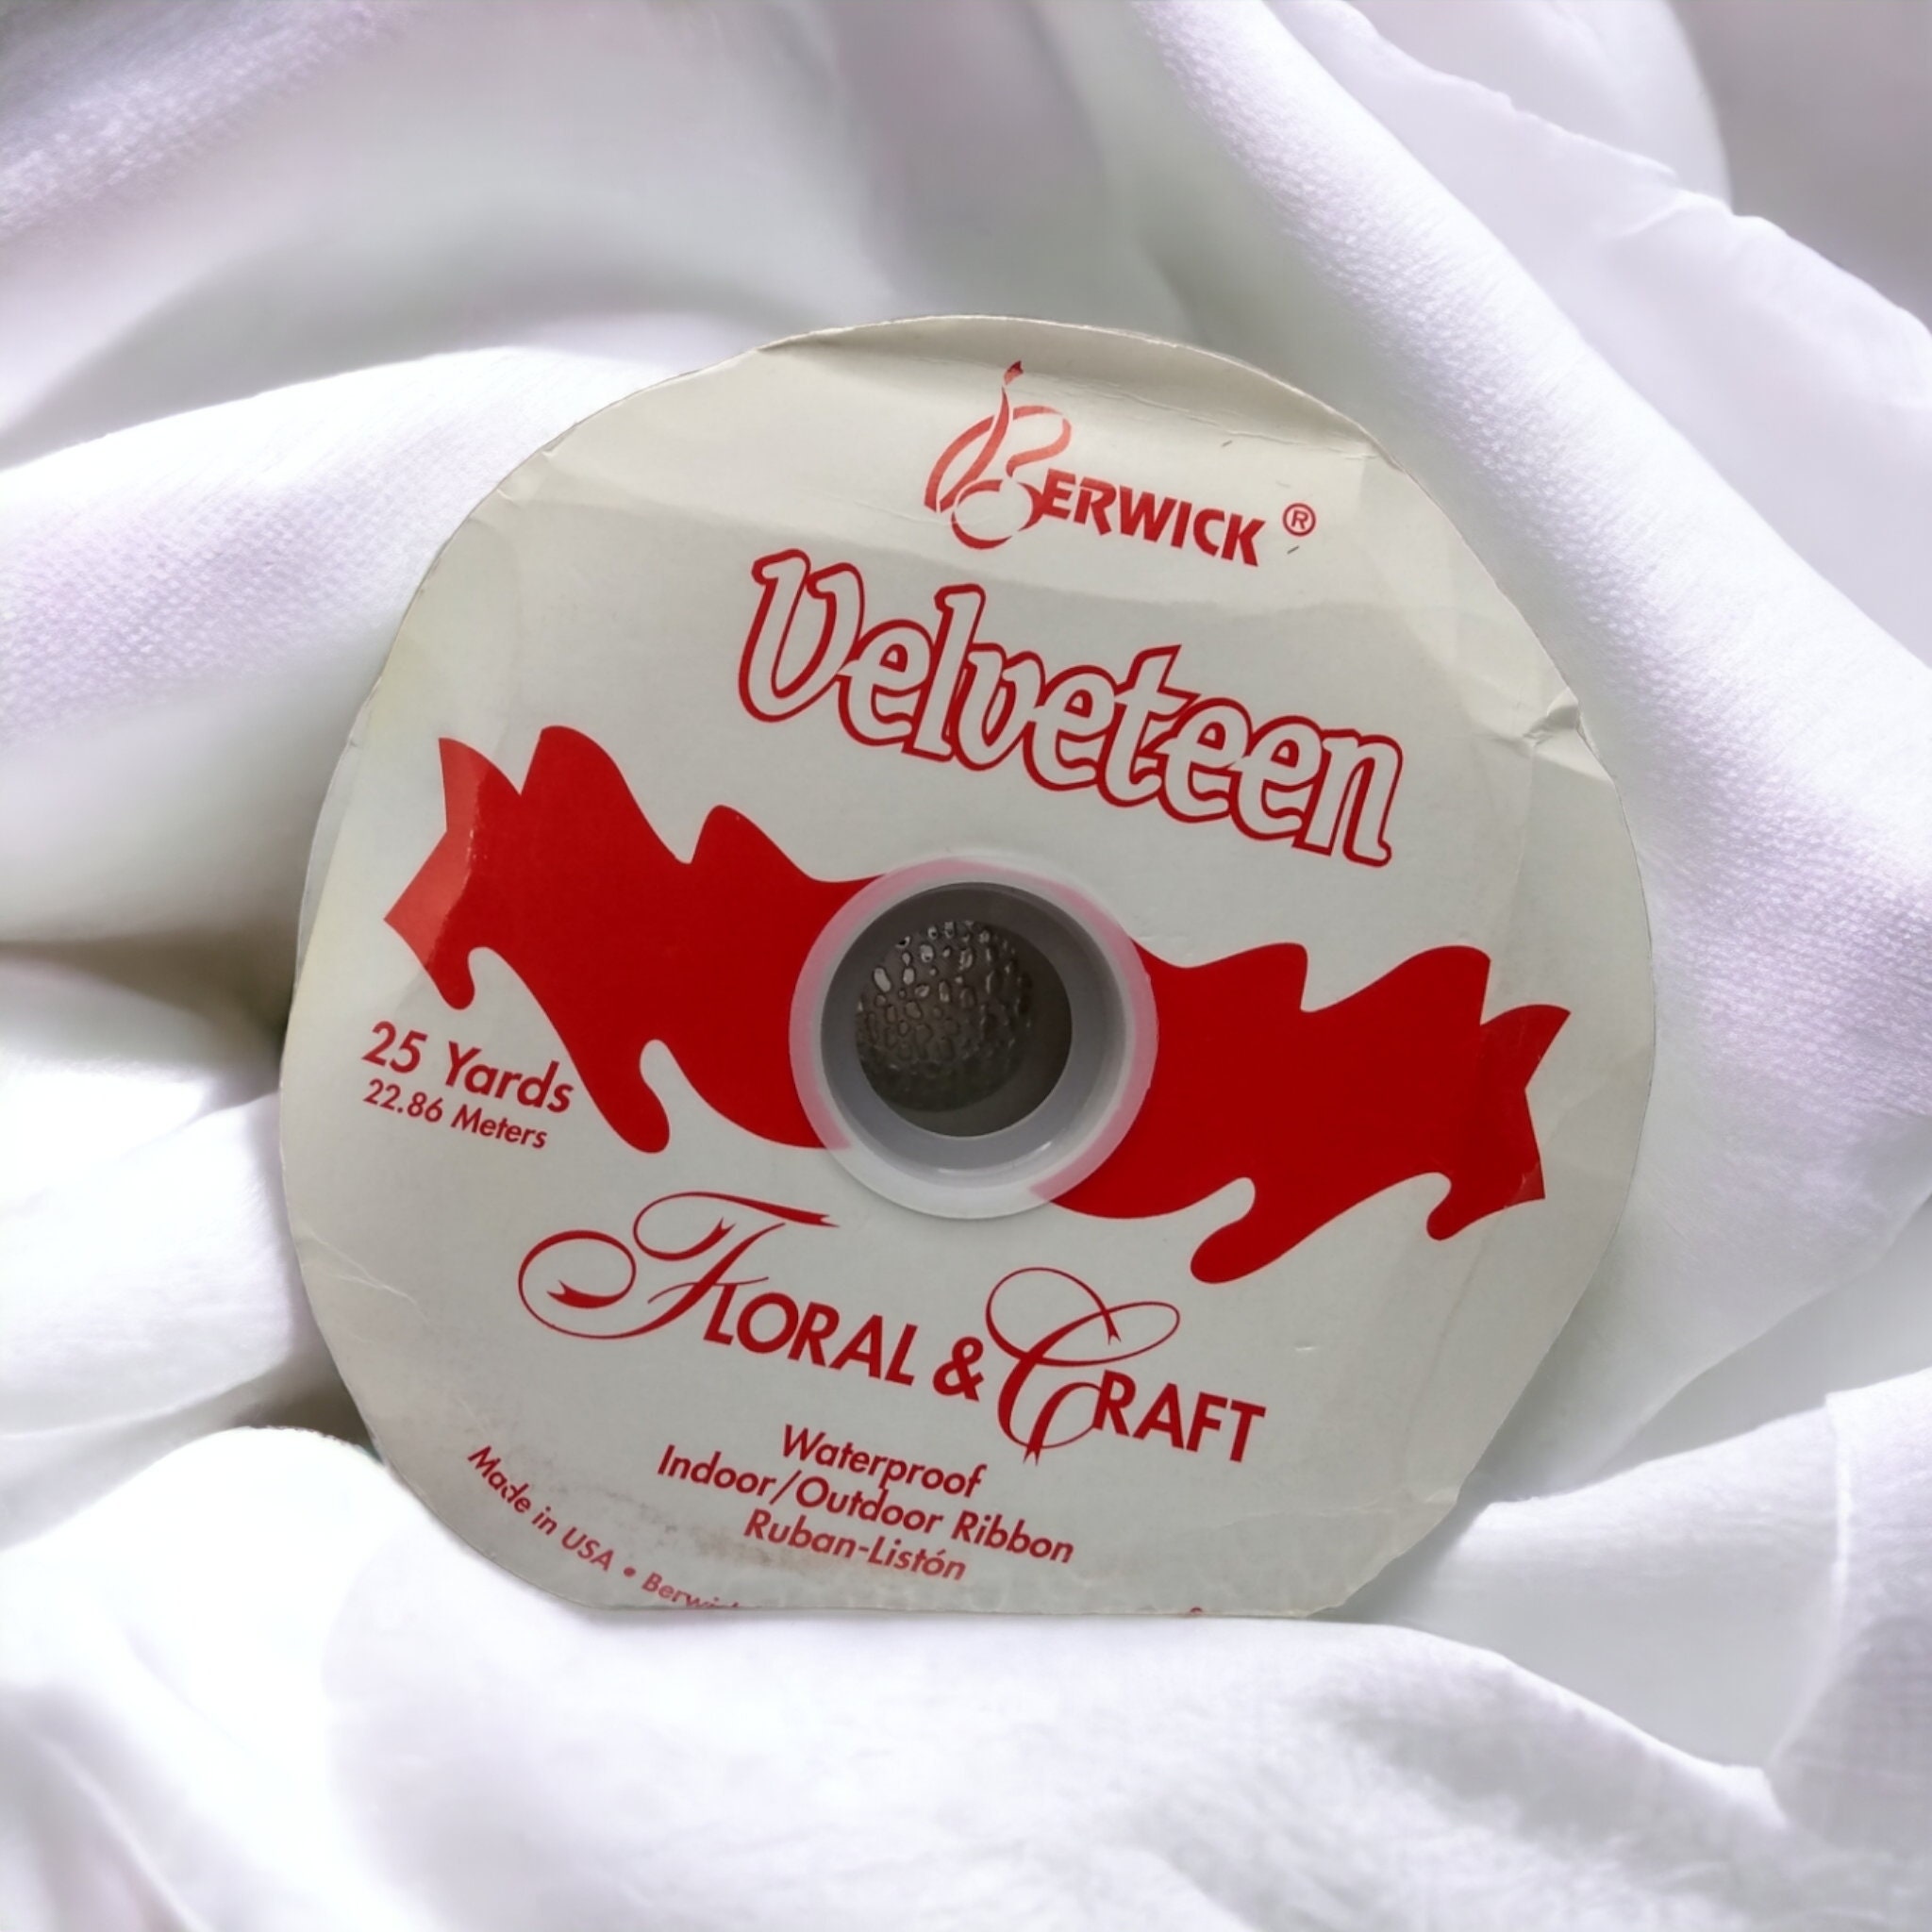 BERWICK ®
Velveteen
25 Yards
22.86 Meters
FLORAL & CRAFT
Waterproof
Indoor/Outdoor Ribbon
Ruban-Listón
Made in USA •